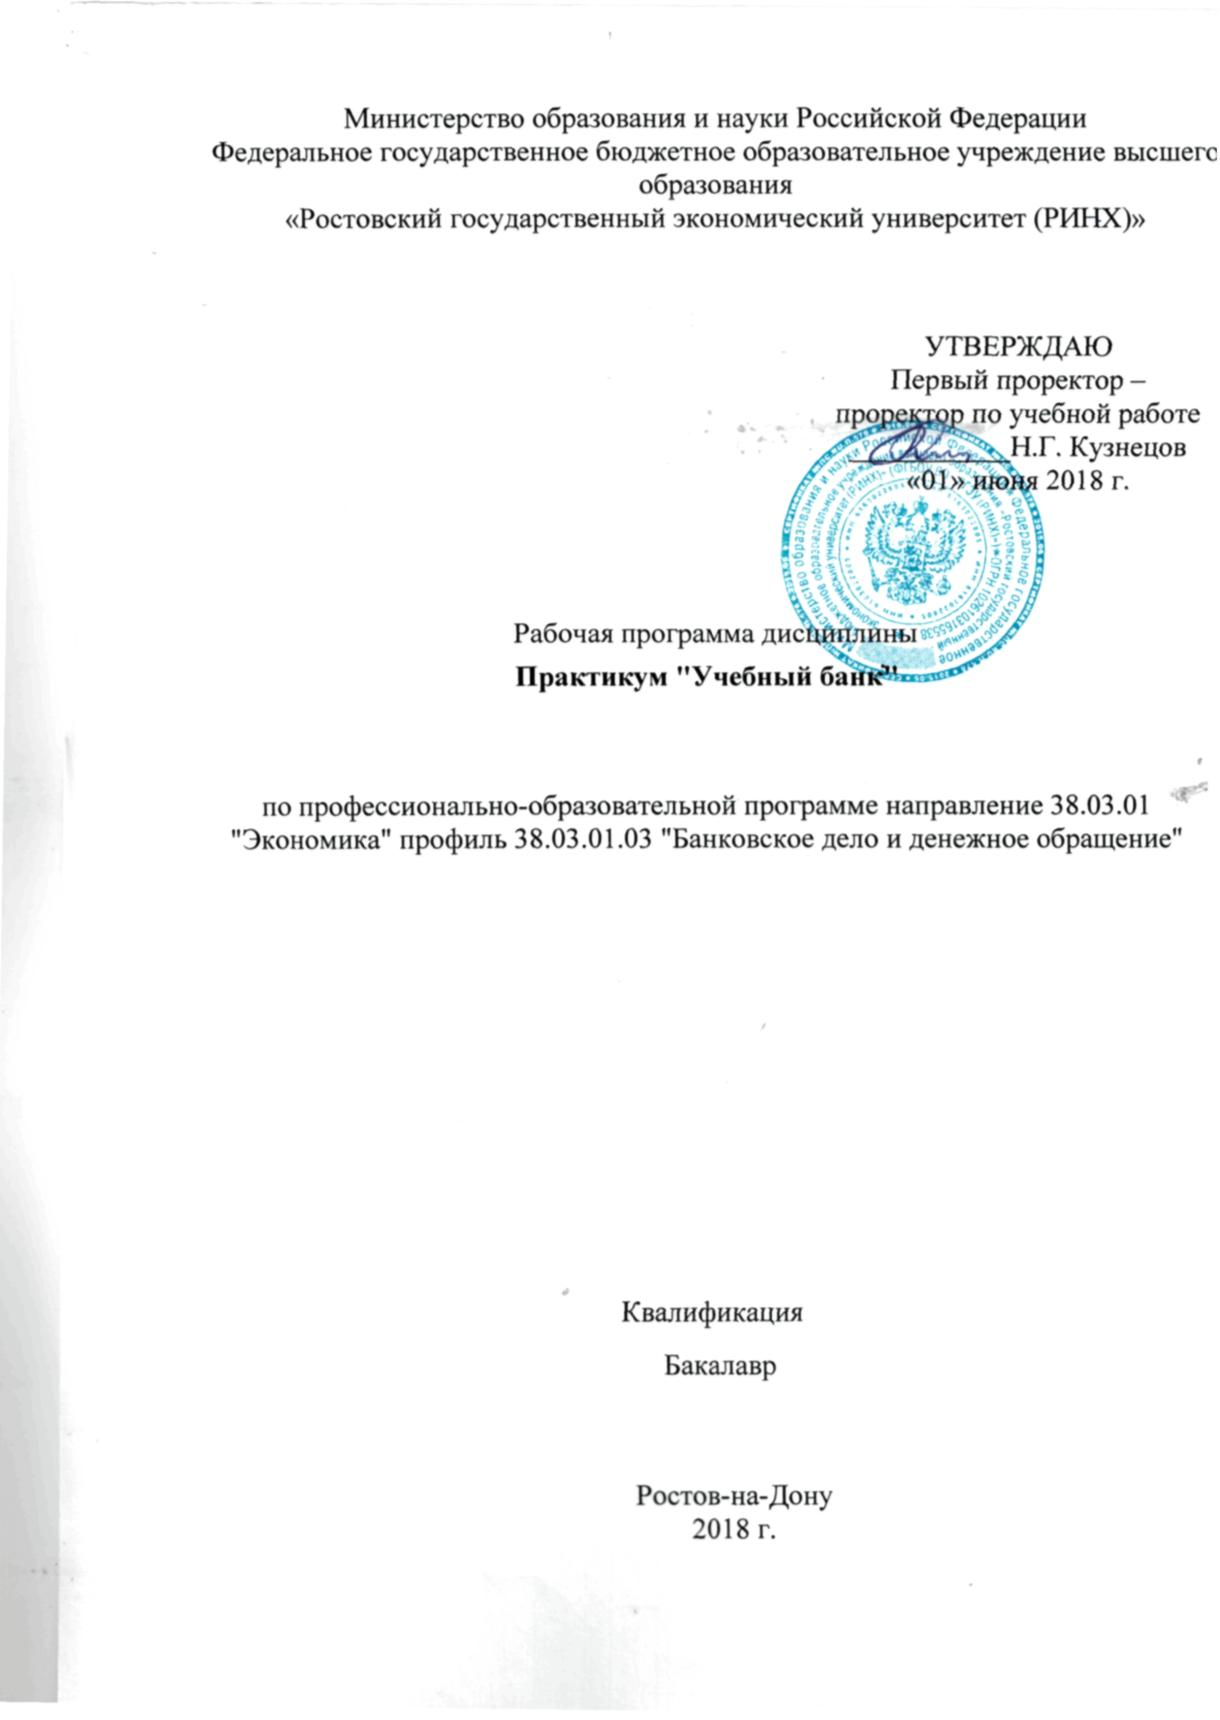 Министерство образования и науки Российской Федерации
Федеральное государственное бюджетное образовательное учреждение высшего
образования
«Ростовский государственный экономический университет (РИНХ)»
УТВЕРЖДАЮ
Первый проректор –
проректор по учебной работе
Н.Г. Кузнецов
«01» июня 2018 г.
Рабочая программа дисциплины
Практикум "Учебный банк"
по профессионально-образовательной программе направление 38.03.01
"Экономика" профиль 38.03.01.03 "Банковское дело и денежное обращение"
Квалификация
Бакалавр
Ростов-на-Дону
2018 г.